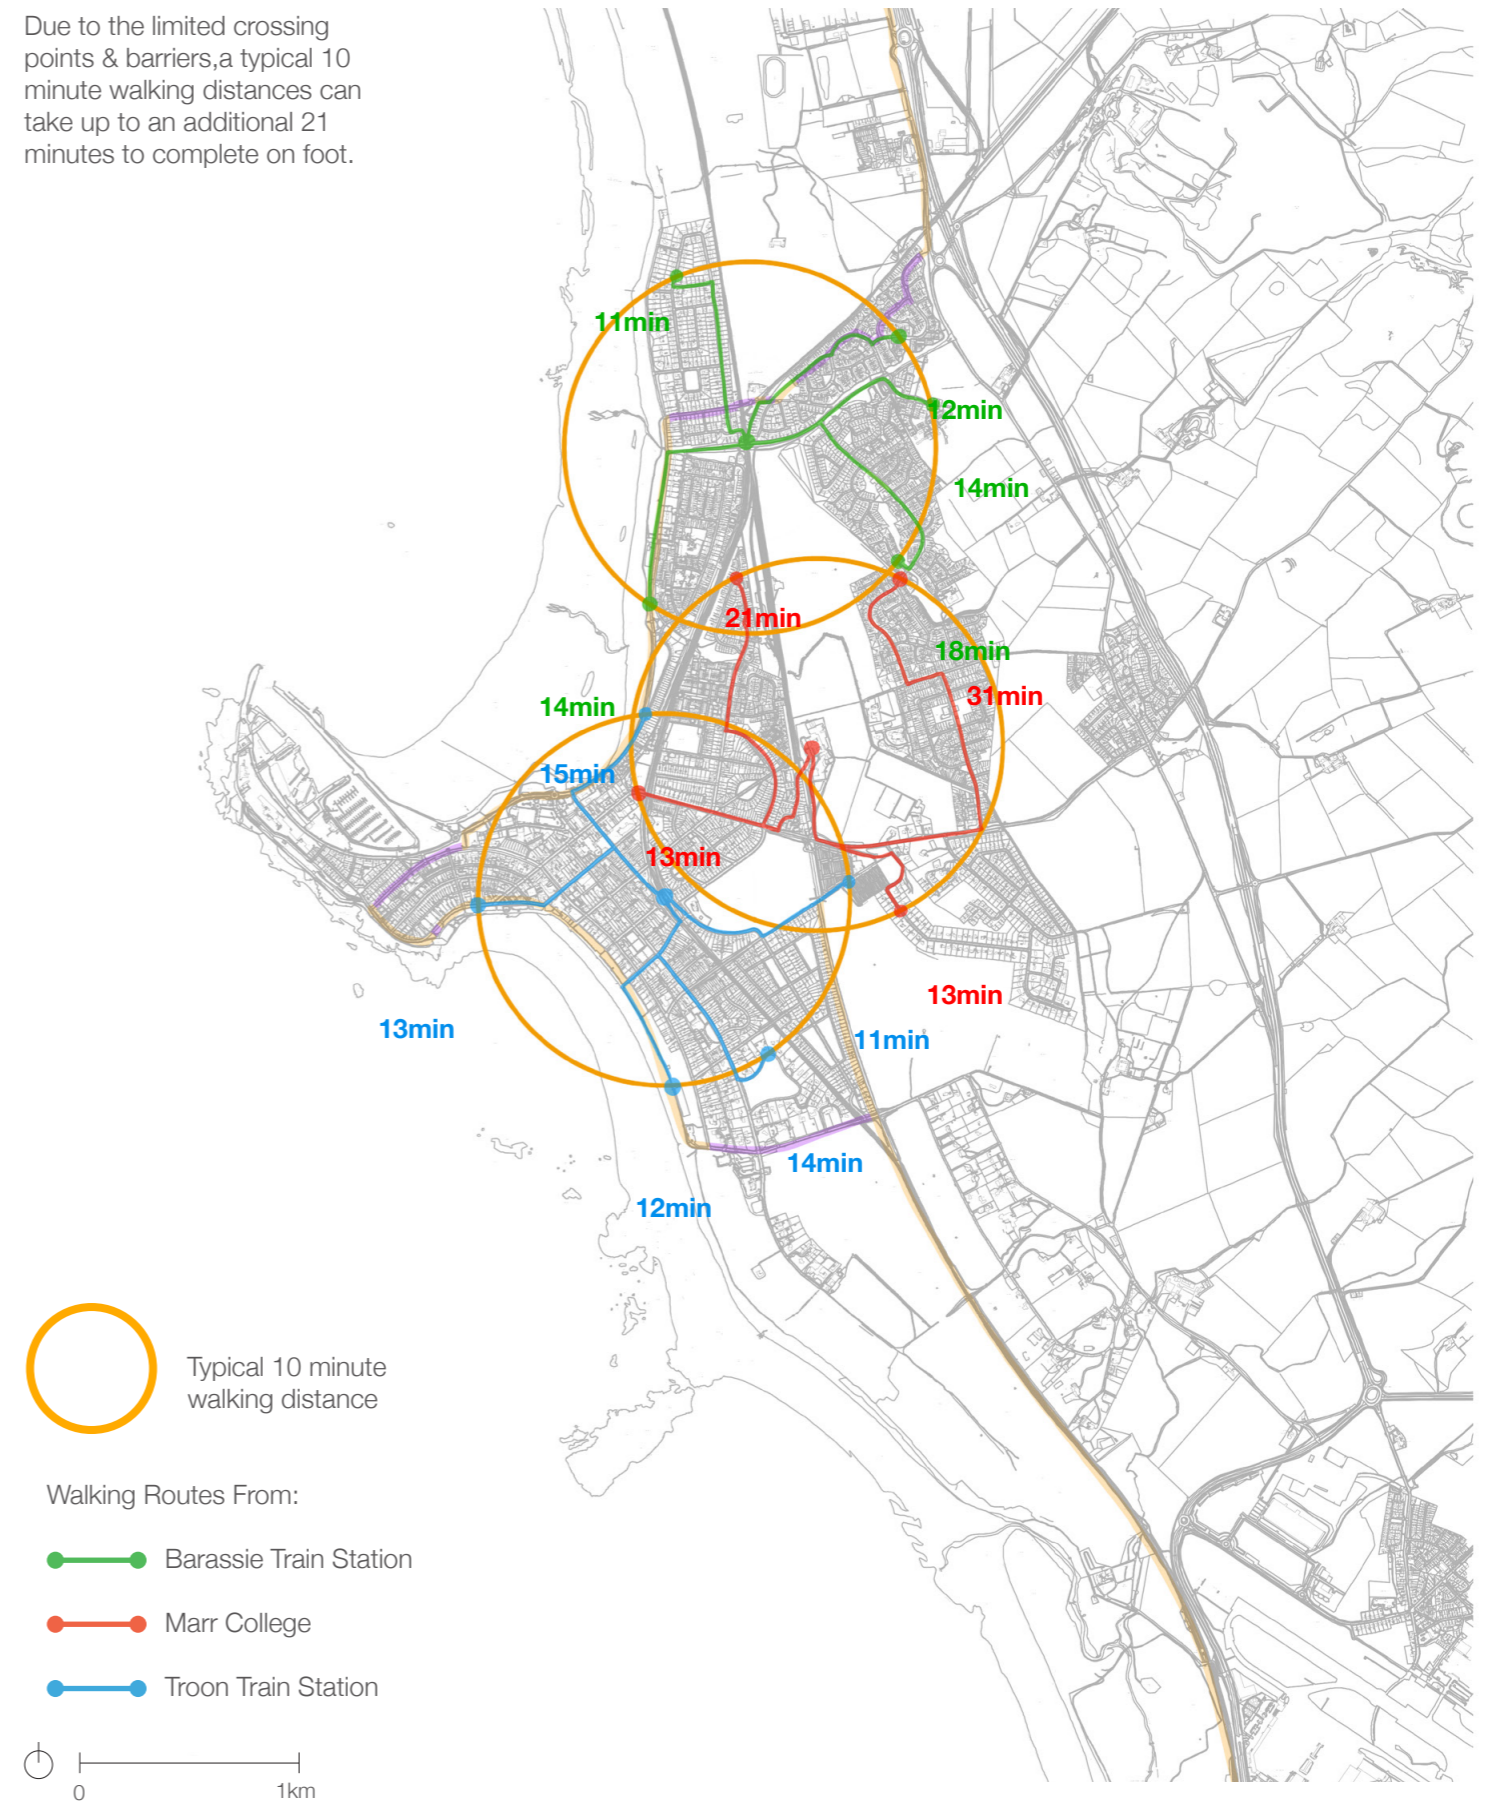 Due to the limited crossing
points & barriers,a typical 10
minute walking distances can
take up to an additional 21
minutes to complete on foot.
11min
12min
14min
21min
18min
31min
14min
15min
13min
13min
13min
11min
14min
12min
Typical 10 minute
walking distance
Walking Routes From:
Barassie Train Station
Marr College
Troon Train Station
0
1km